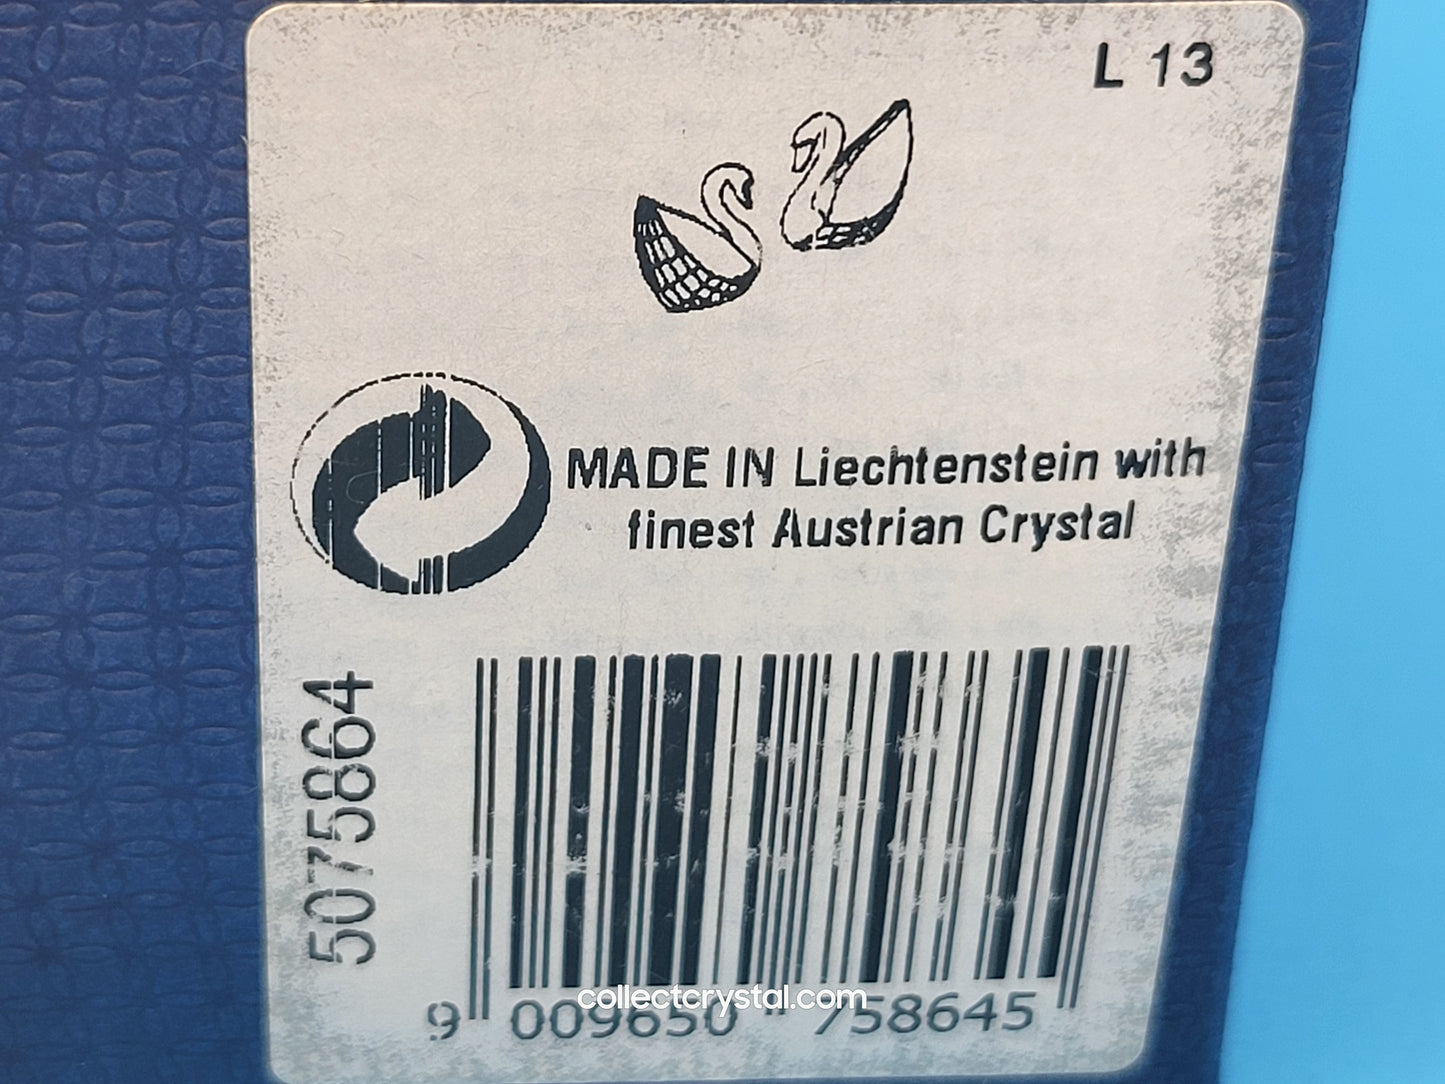 L 13
MADE IN Liechtenstein with
finest Austrian Crystal
5075864
collectcrystal.com
9 009650 758645